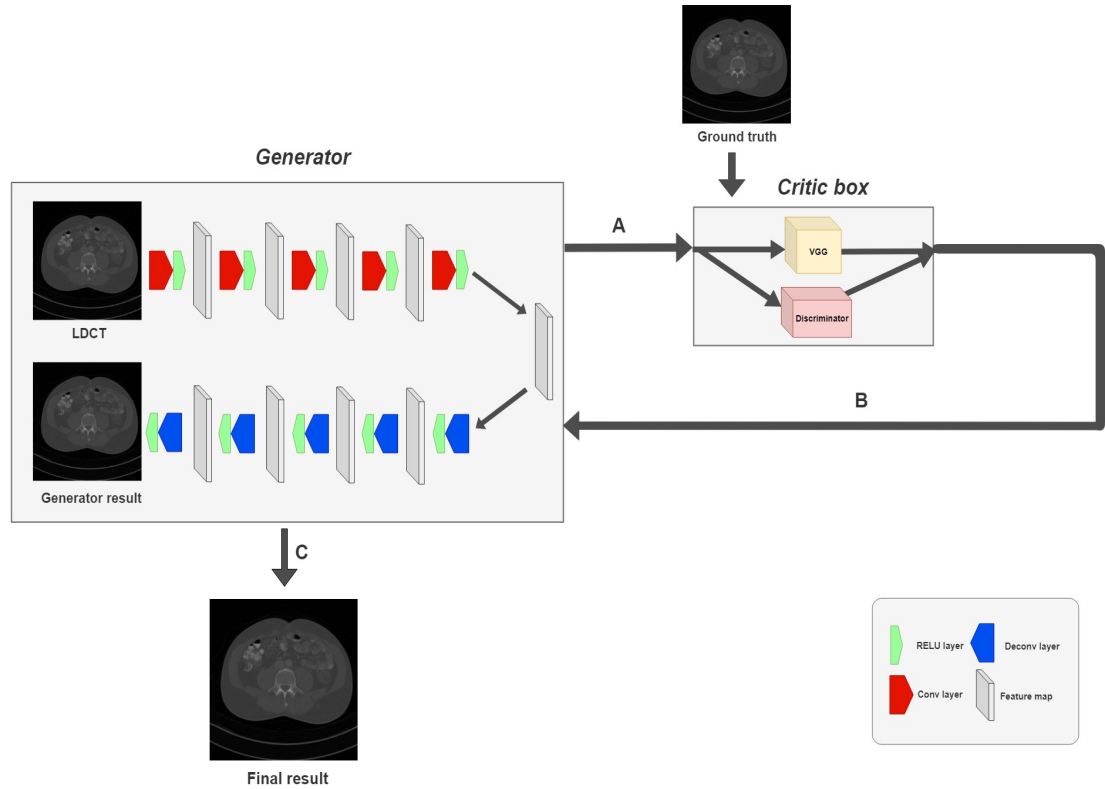 Ground truth
Generator
Critic box
A
VGG
LDCT
Discriminator
B
Generator result
C
RELU layer
Deconv layer
Conv layer
Feature map
Final result